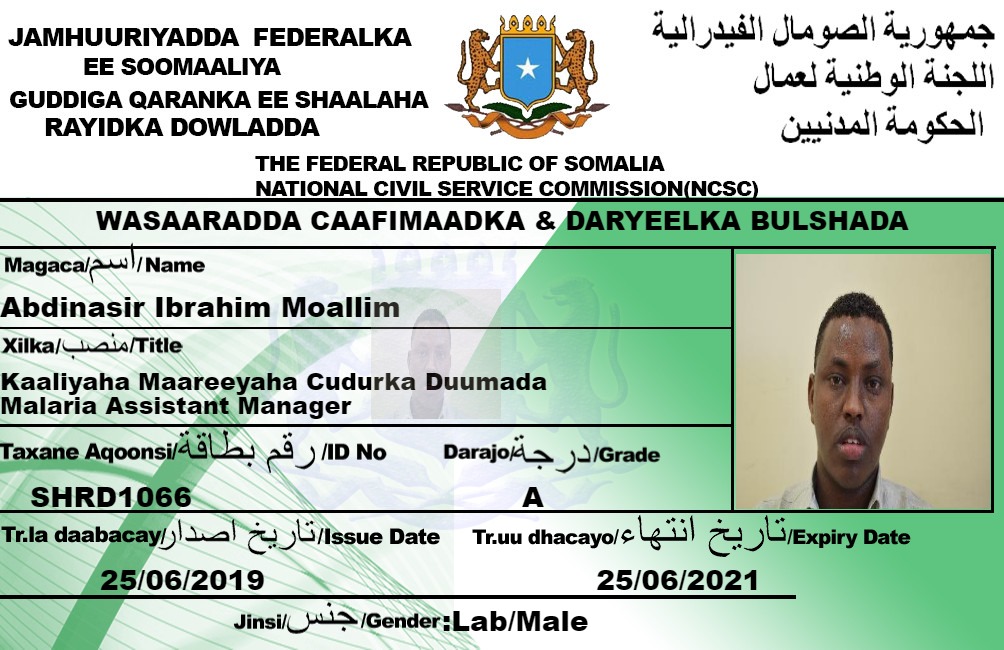 JAMHUURIYADDA FEDERALKA
EE SOOMAALIYA
GUDDIGA QARANKA EE SHAALAHA
RAYIDKA DOWLADDA
جمهورية الصومال الفيدرالية
اللجنة الوطنية لعمال
الحكومة المدنيين
THE FEDERAL REPUBLIC OF SOMALIA
NATIONAL CIVIL SERVICE COMMISSION(NCSC)
WASAARADDA CAAFIMAADKA & DARYEELKA BULSHADA
Magaca/اسم/Name
Abdinasir Ibrahim Moallim
Xilka/منصب/Title
Kaaliyaha Maareeyaha Cudurka Duumada
Malaria Assistant Manager
Taxane Aqoonsi/رقم بطاقة/ID No
Darajo/درجة/Grade
SHRD1066
A
Tr.la daabacay/تاريخ اصدار/Issue Date
Tr.uu dhacayo/تاريخ انتهاء/Expiry Date
25/06/2019
25/06/2021
Jinsi/جنس/Gender:Lab/Male